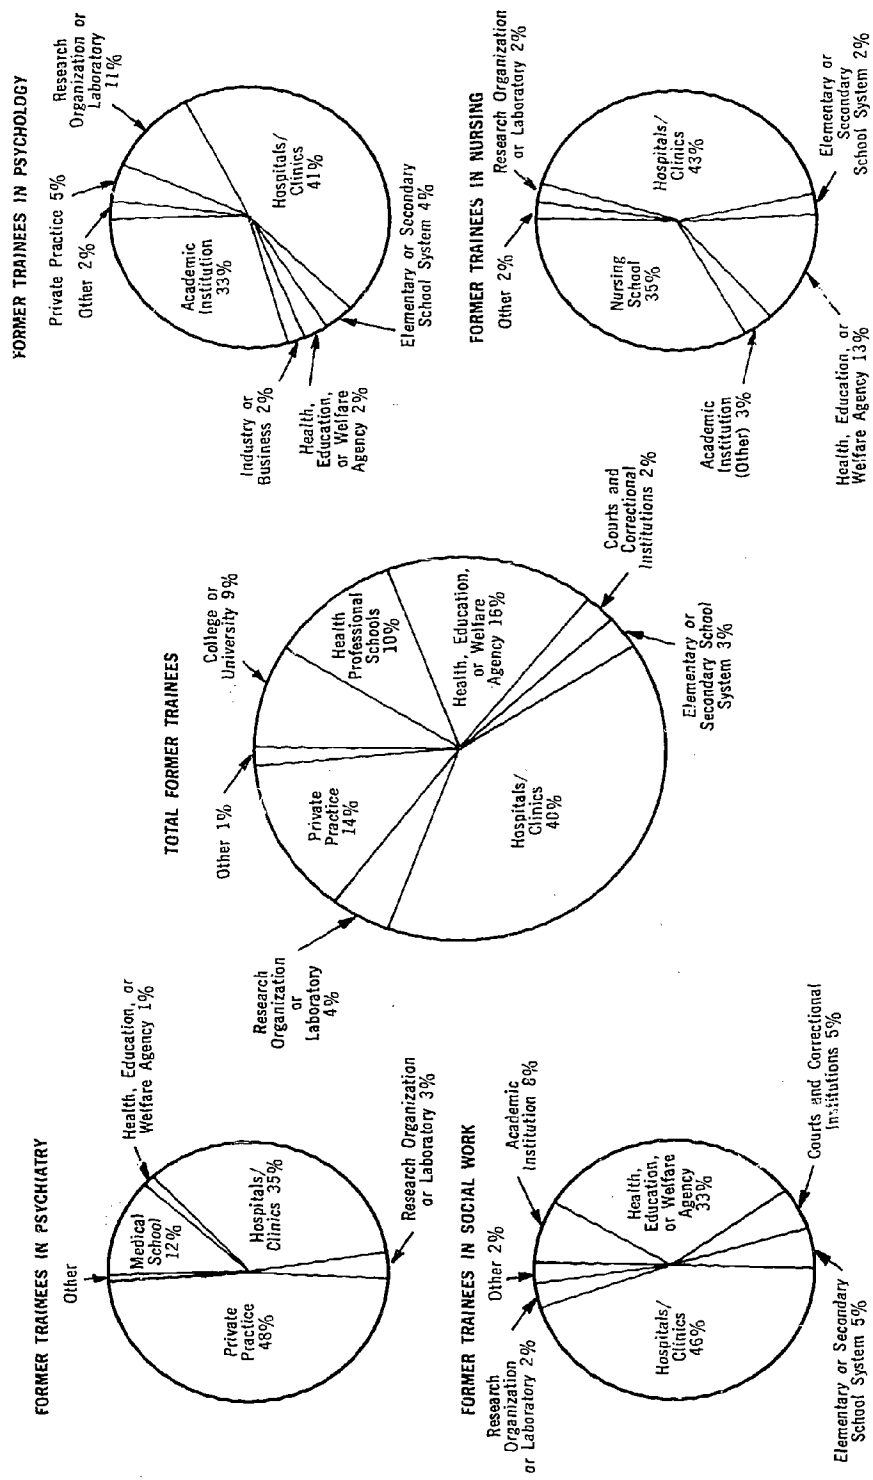 FORMER TRAINEES IN PSYCHIATRY
Other
Medical
School
12%
Health, Education, or
Welfare Agency 1%
Hospitals/
Clinics 35%
Research Organization
or Laboratory 3%
Private
Practice
48%
FORMER TRAINEES IN SOCIAL WORK
Research
Organization
or Laboratory 2%
Other 2%
Academic
Institution 8%
Health,
Education,
or Welfare
Agency
33%
Courts and Correctional
Institutions 5%
Elementary or Secondary
School System 5%
Hospitals/
Clinics
46%
TOTAL FORMER TRAINEES
Other 1%
College or
University 9%
Health
Professional
Schools
10%
Health, Education,
or Welfare
Agency 16%
Courts and
Correctional
Institutions 2%
Elementary or
Secondary School
System 3%
Hospitals/
Clinics
40%
Research
Organization
or
Laboratory
4%
Private
Practice
14%
FORMER TRAINEES IN PSYCHOLOGY
Other 2%
Private Practice 5%
Research
Organization or
Laboratory
11%
Hospitals/
Clinics
41%
Elementary or Secondary
School System 4%
Health,
Education,
or Welfare
Agency 2%
Industry or
Business 2%
Academic
Institution
33%
FORMER TRAINEES IN NURSING
Other 2%
Research Organization
or Laboratory 2%
Hospitals/
Clinics
43%
Elementary or
Secondary
School System 2%
Health, Education, or
Welfare Agency 13%
Academic
Institution
(Other) 3%
Nursing
School
35%